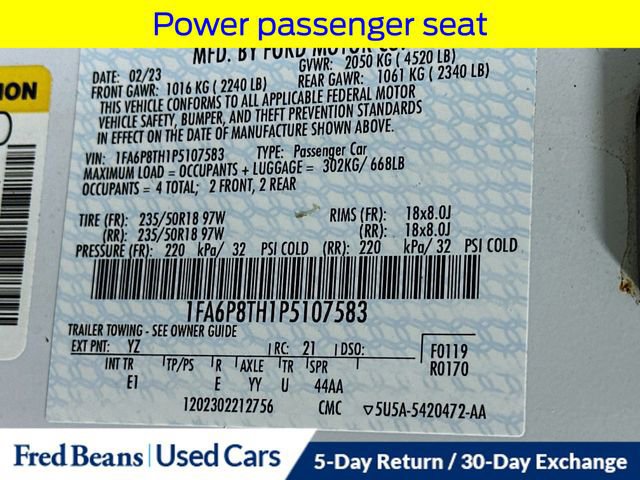 Power passenger seat
MFD. BY FORD MOTOR CO.
DATE: 02/23 GVWR: 2050 KG ( 4520 LB)
FRONT GAWR: 1016 KG ( 2240 LB) REAR GAWR: 1061 KG ( 2340 LB)
THIS VEHICLE CONFORMS TO ALL APPLICABLE FEDERAL MOTOR
VEHICLE SAFETY, BUMPER, AND THEFT PREVENTION STANDARDS
IN EFFECT ON THE DATE OF MANUFACTURE SHOWN ABOVE.
VIN: 1FA6P8TH1P5107583 TYPE: Passenger Car
MAXIMUM LOAD = OCCUPANTS + LUGGAGE = 302KG/ 668LB
OCCUPANTS = 4 TOTAL; 2 FRONT, 2 REAR
TIRE (FR): 235/50R18 97W RIMS (FR): 18x8.0J
(RR): 235/50R18 97W (RR): 18x8.0J
PRESSURE (FR): 220 kPa/ 32 PSI COLD (RR): 220 kPa/ 32 PSI COLD
1FA6P8TH1P5107583
TRAILER TOWING - SEE OWNER GUIDE
EXT PNT: YZ RC: 21 DSO: F0119
INT TR TP/PS R AXLE TR SPR R0170
E1 E YY U 44AA
1202302212756 CMC ▽5U5A-5420472-AA
Fred Beans | Used Cars 5-Day Return / 30-Day Exchange